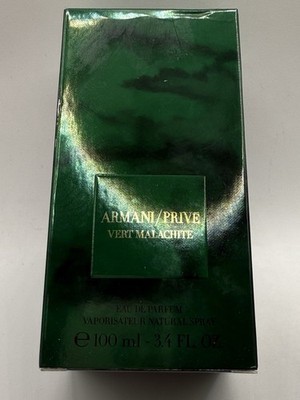 ARMANI/PRIVE
VERT MALACHITE
EAU DE PARFUM
VAPORISATEUR NATURAL SPRAY
℮ 100 ml - 3.4 FL. OZ.